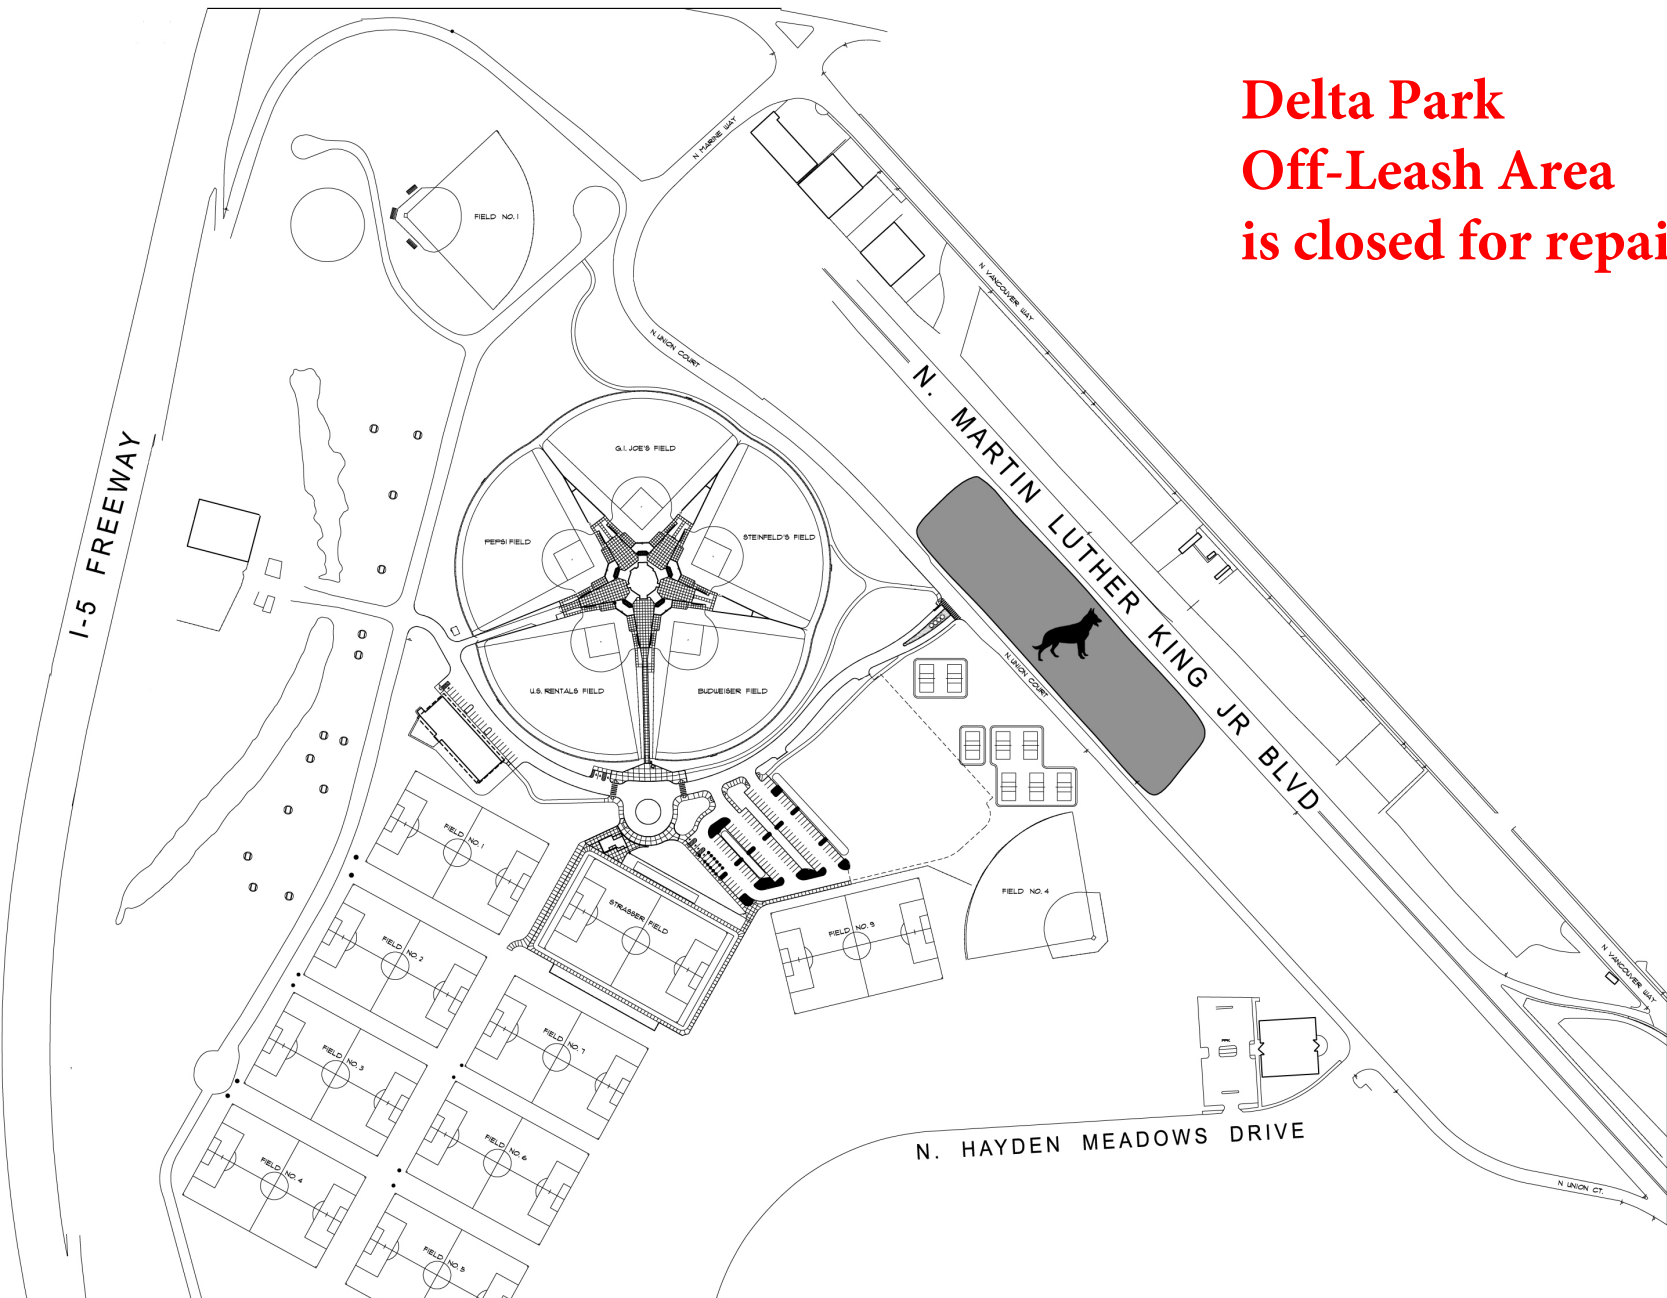 Delta Park
Off-Leash Area
is closed for repai
N MARINE WAY
FIELD NO. 1
N VANCOUVER WAY
N. UNION COURT
N. MARTIN LUTHER KING JR BLVD
I-5 FREEWAY
G.I. JOE'S FIELD
PEPSI FIELD
STEINFELD'S FIELD
U.S. RENTALS FIELD
BUDWEISER FIELD
N. UNION COURT
FIELD NO. 1
FIELD NO. 4
STRASSER FIELD
FIELD NO. 9
FIELD NO. 2
N. VANCOUVER WAY
FIELD NO. 3
FIELD NO. 7
FIELD NO. 6
N. HAYDEN MEADOWS DRIVE
FIELD NO. 4
N UNION CT.
FIELD NO. 5